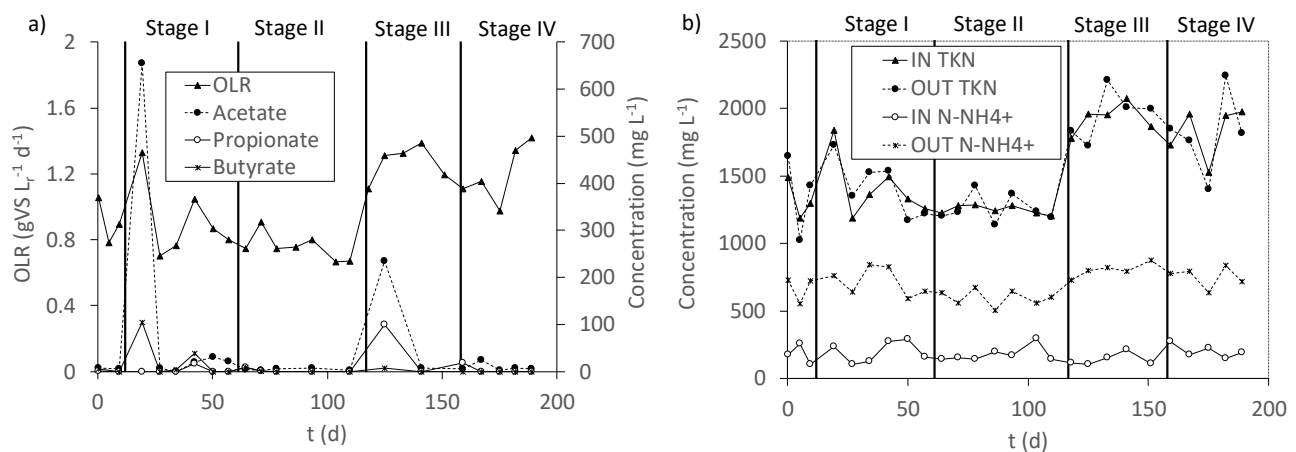 a)
Stage I
Stage II
Stage III
Stage IV
2
1.6
1.2
0.8
0.4
0
OLR (gVS Lᵣ⁻¹ d⁻¹)
OLR
Acetate
Propionate
Butyrate
700
600
500
400
300
200
100
0
Concentration (mg L⁻¹)
0
50
100
150
200
t (d)
b)
Stage I
Stage II
Stage III
Stage IV
2500
2000
1500
1000
500
0
Concentration (mg L⁻¹)
IN TKN
OUT TKN
IN N-NH4+
OUT N-NH4+
0
50
100
150
200
t (d)